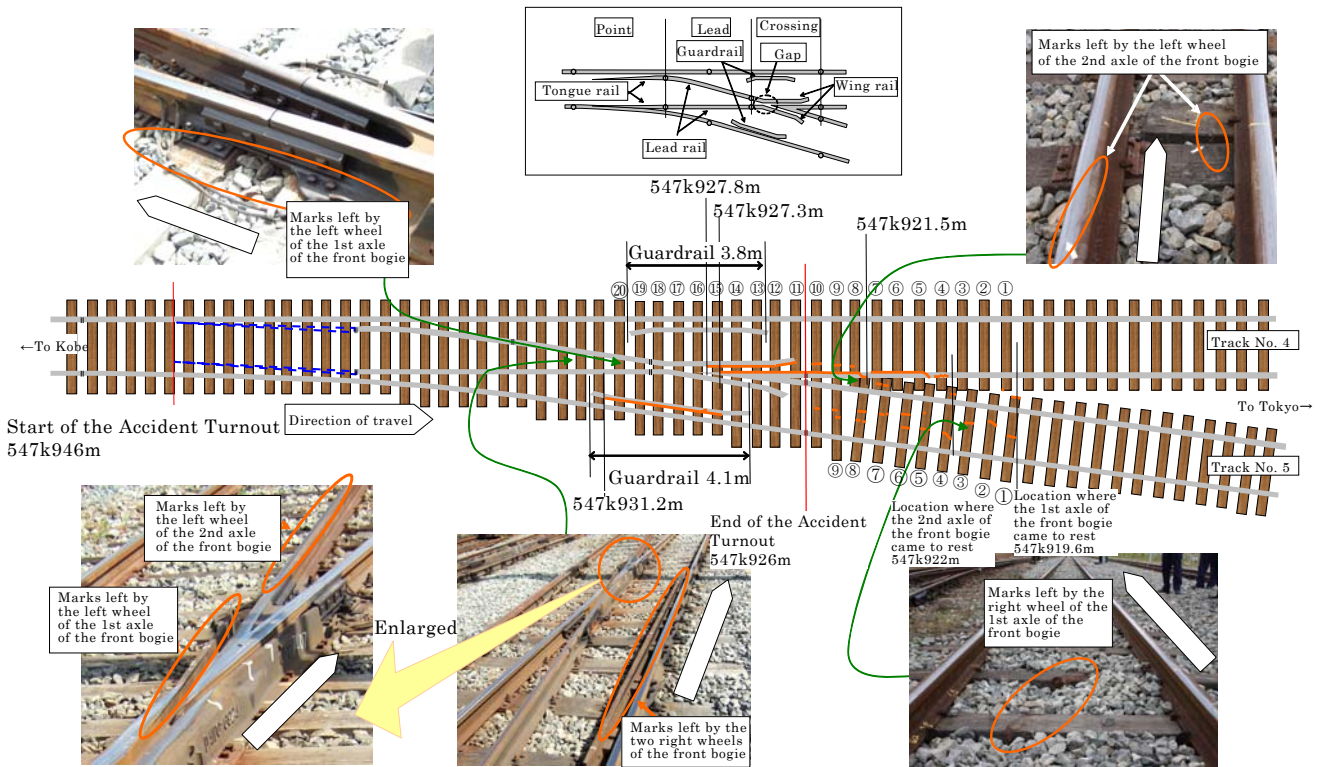 Point
Lead
Crossing
Guardrail
Gap
Tongue rail
Wing rail
Lead rail
Marks left by the left wheel
of the 2nd axle of the front bogie
Marks left by
the left wheel
of the 1st axle
of the front bogie
547k927.8m
547k927.3m
547k921.5m
Guardrail 3.8m
⑳ ⑲ ⑱ ⑰ ⑯ ⑮ ⑭ ⑬ ⑫ ⑪ ⑩ ⑨ ⑧ ⑦ ⑥ ⑤ ④ ③ ② ①
←To Kobe
Track No. 4
To Tokyo→
Direction of travel
Start of the Accident Turnout
547k946m
Track No. 5
Guardrail 4.1m
⑨ ⑧ ⑦ ⑥ ⑤ ④ ③ ② ①
547k931.2m
End of the Accident
Turnout
547k926m
Location where
the 2nd axle of
the front bogie
came to rest
547k922m
Location where
the 1st axle of
the front bogie
came to rest
547k919.6m
Marks left by
the left wheel
of the 2nd axle
of the front bogie
Marks left by
the left wheel
of the 1st axle
of the front bogie
Enlarged
Marks left by the
two right wheels
of the front bogie
Marks left by the
right wheel of the
1st axle of the
front bogie